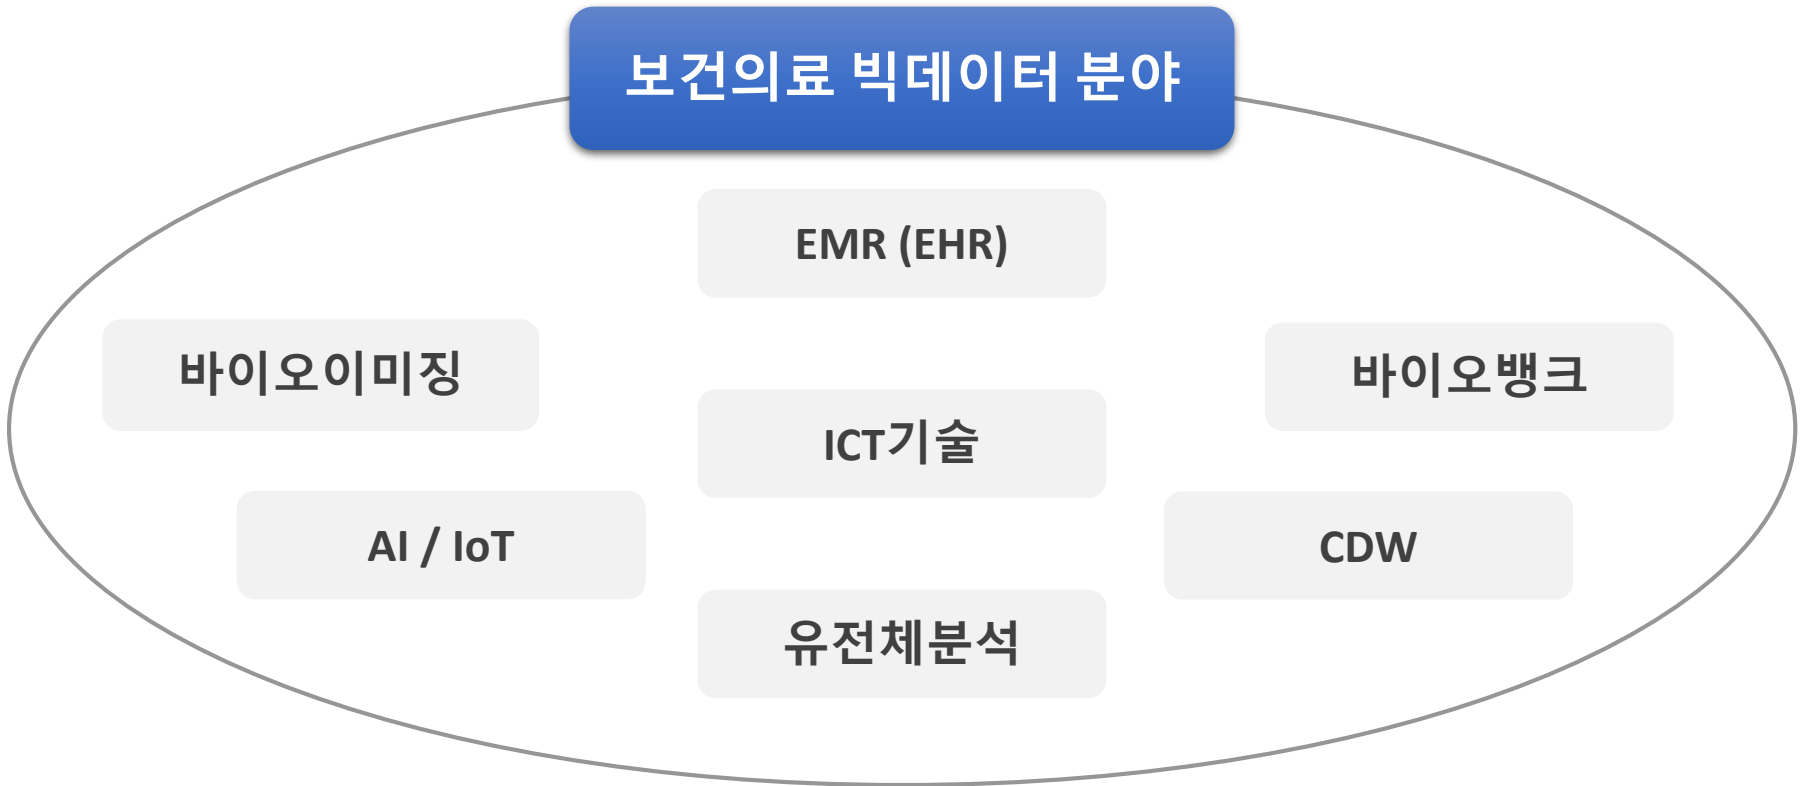 보건의료 빅데이터 분야
EMR (EHR)
바이오이미징
바이오뱅크
ICT기술
AI / IoT
CDW
유전체분석